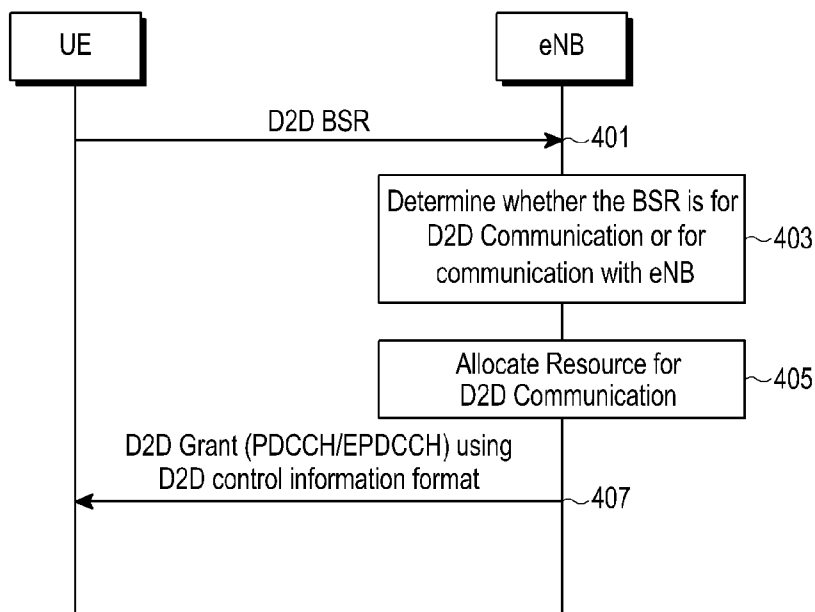 UE
eNB
D2D BSR
401
Determine whether the BSR is for
D2D Communication or for
communication with eNB
403
Allocate Resource for
D2D Communication
405
D2D Grant (PDCCH/EPDCCH) using
D2D control information format
407